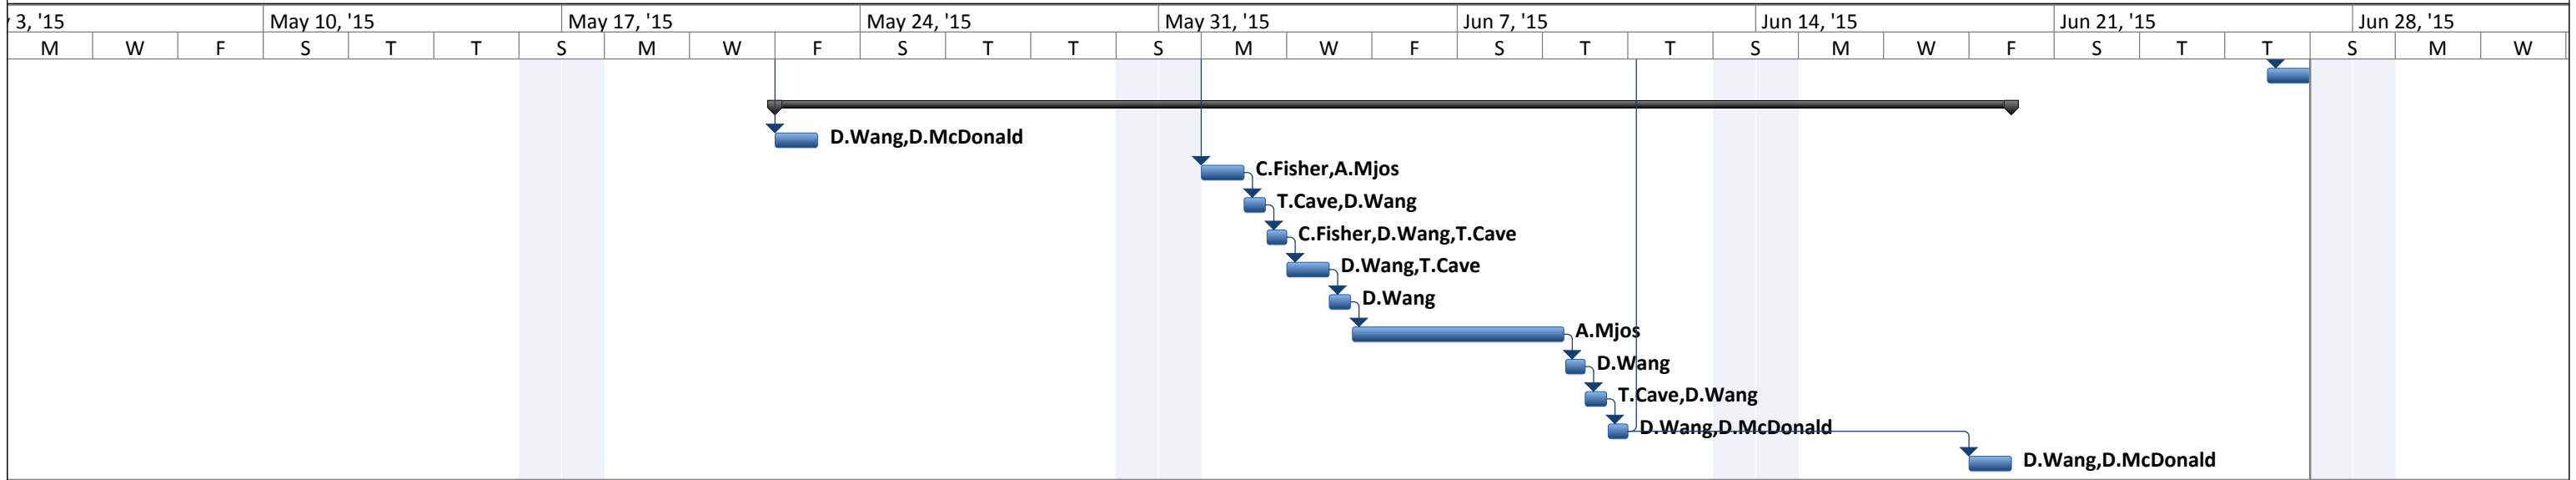 3, '15 May 10, '15 May 17, '15 May 24, '15 May 31, '15 Jun 7, '15 Jun 14, '15 Jun 21, '15 Jun 28, '15
M W F S T T S M W F S T T S M W F S T T S M W F S T T S M W
D.Wang,D.McDonald
C.Fisher,A.Mjos
T.Cave,D.Wang
C.Fisher,D.Wang,T.Cave
D.Wang,T.Cave
D.Wang
A.Mjos
D.Wang
T.Cave,D.Wang
D.Wang,D.McDonald
D.Wang,D.McDonald